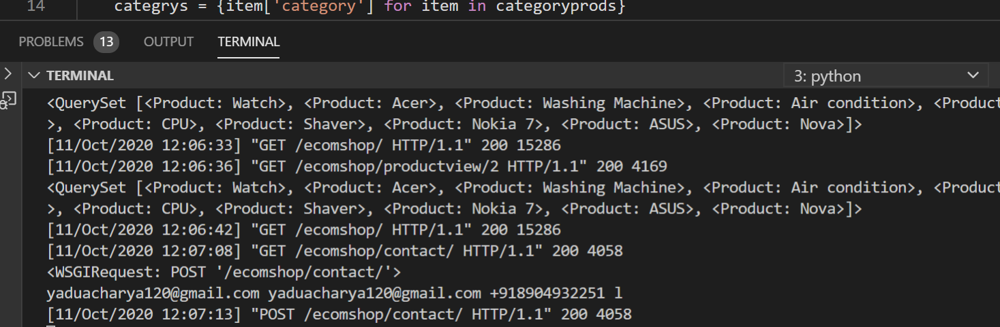 14 categrys = {item['category'] for item in categoryprods}
PROBLEMS 13 OUTPUT TERMINAL
TERMINAL 3: python
<QuerySet [<Product: Watch>, <Product: Acer>, <Product: Washing Machine>, <Product: Air condition>, <Product
>, <Product: CPU>, <Product: Shaver>, <Product: Nokia 7>, <Product: ASUS>, <Product: Nova>]>
[11/Oct/2020 12:06:33] "GET /ecomshop/ HTTP/1.1" 200 15286
[11/Oct/2020 12:06:36] "GET /ecomshop/productview/2 HTTP/1.1" 200 4169
<QuerySet [<Product: Watch>, <Product: Acer>, <Product: Washing Machine>, <Product: Air condition>, <Product
>, <Product: CPU>, <Product: Shaver>, <Product: Nokia 7>, <Product: ASUS>, <Product: Nova>]>
[11/Oct/2020 12:06:42] "GET /ecomshop/ HTTP/1.1" 200 15286
[11/Oct/2020 12:07:08] "GET /ecomshop/contact/ HTTP/1.1" 200 4058
<WSGIRequest: POST '/ecomshop/contact/'>
yaduacharya120@gmail.com yaduacharya120@gmail.com +918904932251 l
[11/Oct/2020 12:07:13] "POST /ecomshop/contact/ HTTP/1.1" 200 4058